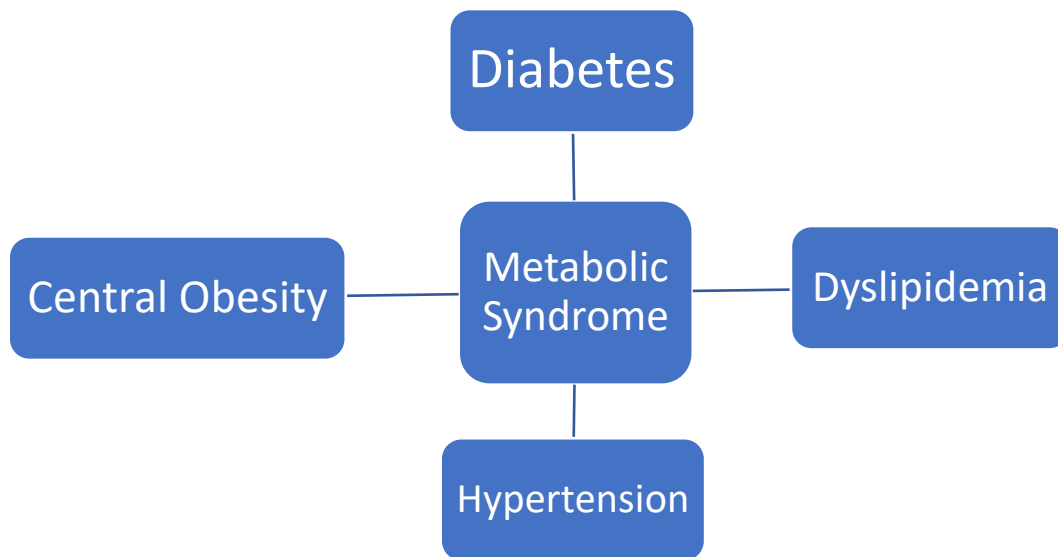 Diabetes
Central Obesity
Metabolic
Syndrome
Dyslipidemia
Hypertension